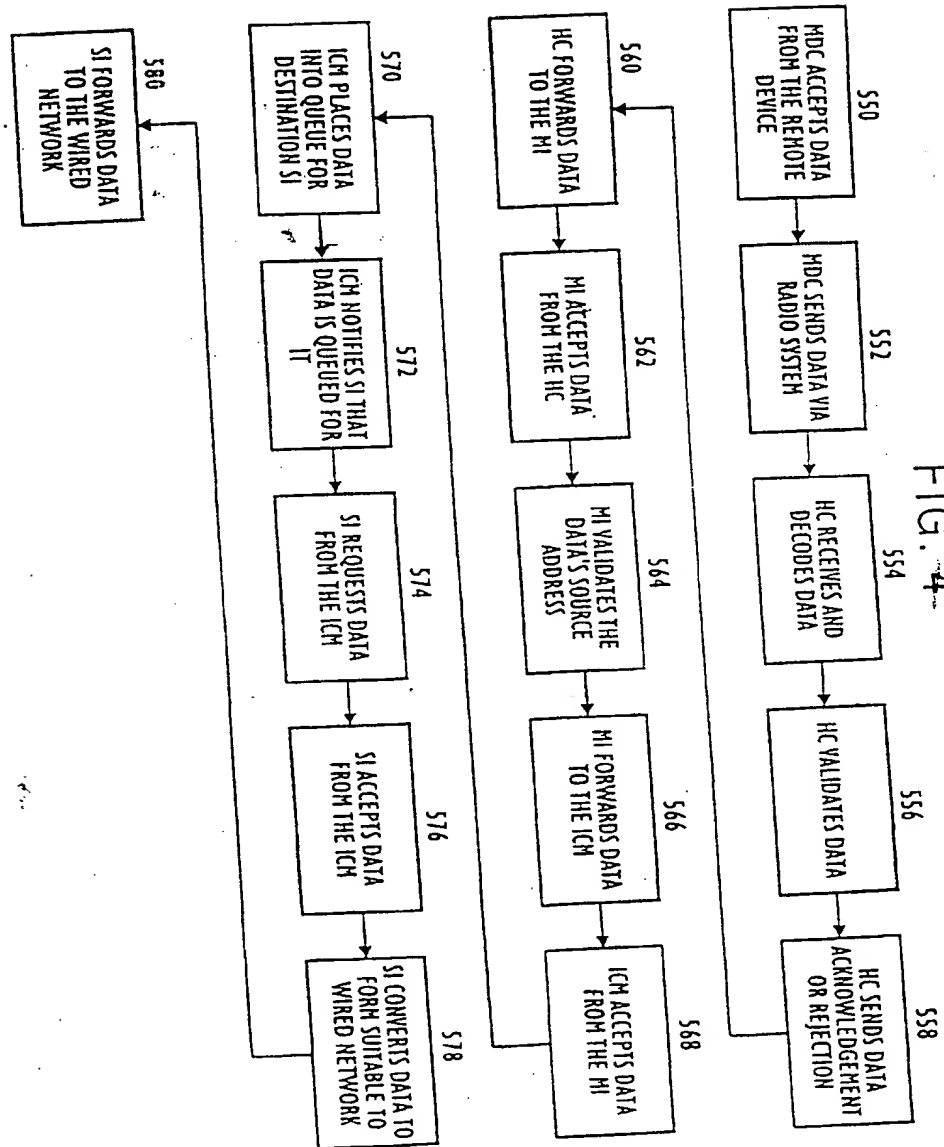 FIG. 4
550
MDC ACCEPTS DATA
FROM THE REMOTE
DEVICE
552
MDC SENDS DATA VIA
RADIO SYSTEM
554
HC RECEIVES AND
DECODES DATA
556
HC VALIDATES DATA
558
HC SENDS DATA
ACKNOWLEDGEMENT
OR REJECTION
560
HC FORWARDS DATA
TO THE MI
562
MI ACCEPTS DATA
FROM THE HC
564
MI VALIDATES THE
DATA'S SOURCE
ADDRESS
566
MI FORWARDS DATA
TO THE ICM
568
ICM ACCEPTS DATA
FROM THE MI
570
ICM PLACES DATA
INTO QUEUE FOR
DESTINATION SI
572
ICM NOTIFIES SI THAT
DATA IS QUEUED FOR
IT
574
SI REQUESTS DATA
FROM THE ICM
576
SI ACCEPTS DATA
FROM THE ICM
578
SI CONVERTS DATA TO
FORM SUITABLE TO
WIRED NETWORK
580
SI FORWARDS DATA
TO THE WIRED
NETWORK